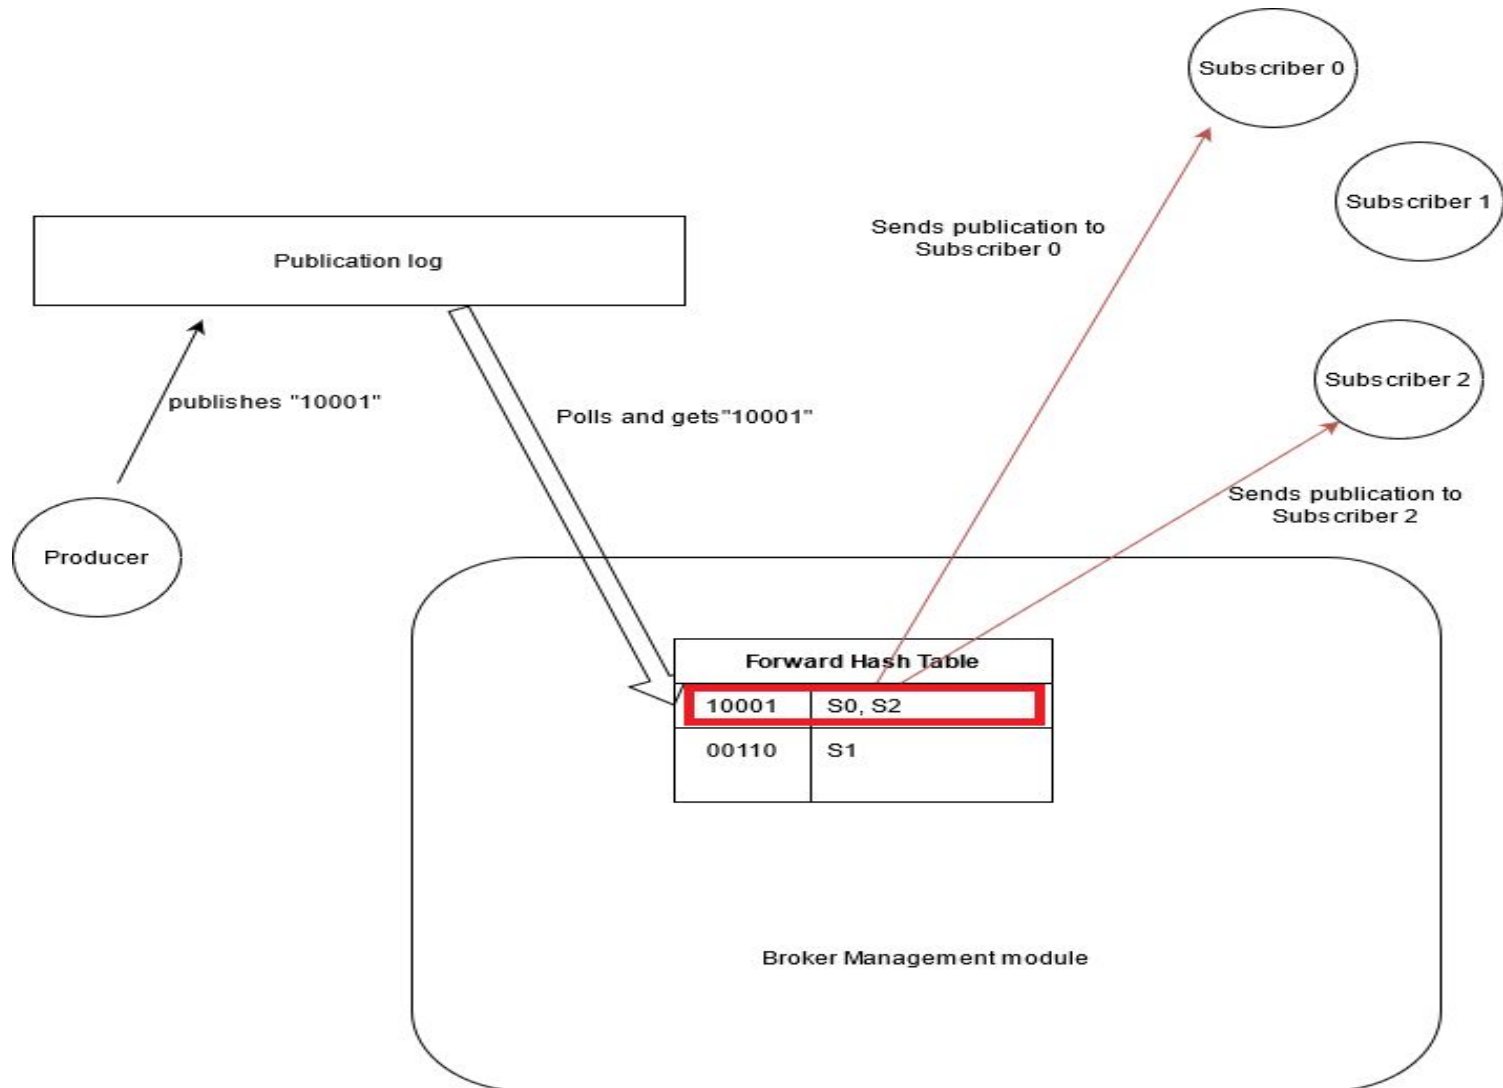 Subscriber 0
Subscriber 1
Sends publication to
Subscriber 0
Publication log
Subscriber 2
publishes "10001"
Polls and gets"10001"
Sends publication to
Subscriber 2
Producer
Forward Hash Table
10001 S0, S2
00110 S1
Broker Management module